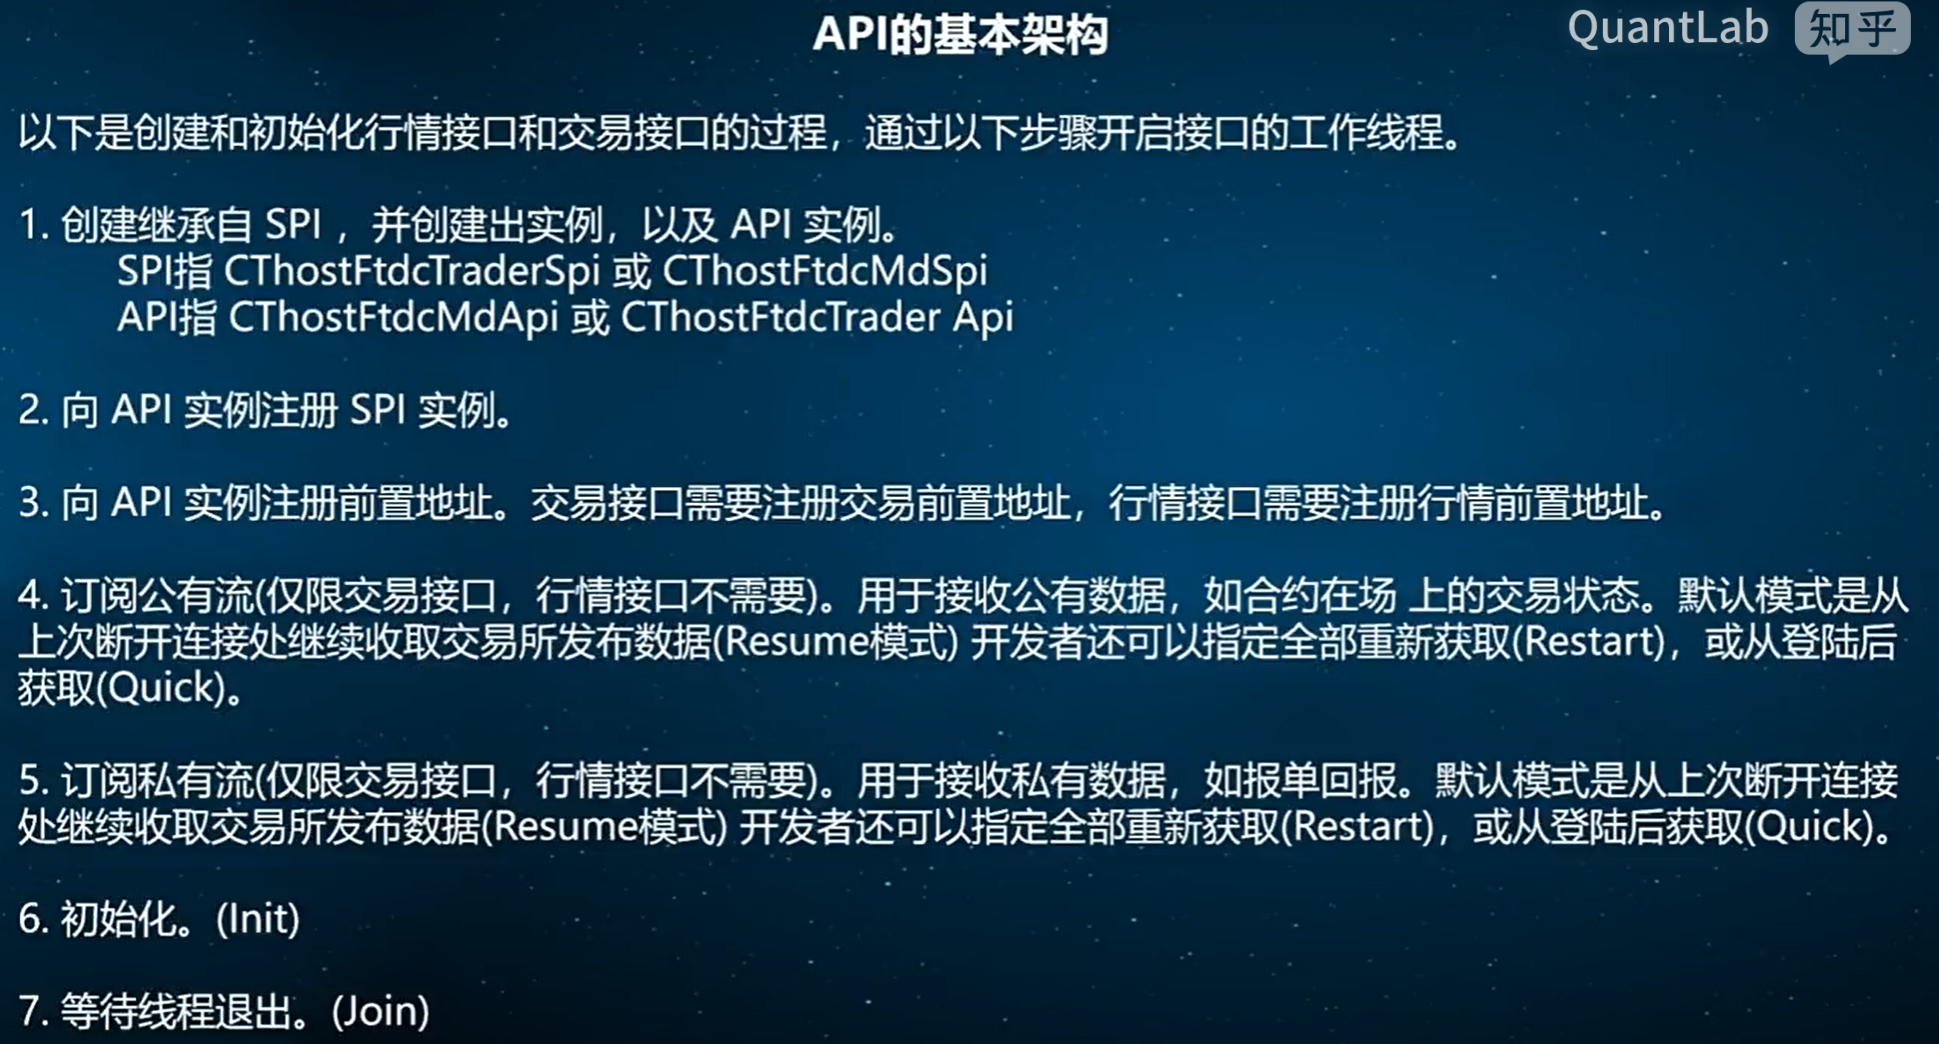 API的基本架构
QuantLab 知乎
以下是创建和初始化行情接口和交易接口的过程，通过以下步骤开启接口的工作线程。
1. 创建继承自 SPI ，并创建出实例，以及 API 实例。
SPI指 CThostFtdcTraderSpi 或 CThostFtdcMdSpi
API指 CThostFtdcMdApi 或 CThostFtdcTrader Api
2. 向 API 实例注册 SPI 实例。
3. 向 API 实例注册前置地址。交易接口需要注册交易前置地址，行情接口需要注册行情前置地址。
4. 订阅公有流(仅限交易接口，行情接口不需要)。用于接收公有数据，如合约在场 上的交易状态。默认模式是从
上次断开连接处继续收取交易所发布数据(Resume模式) 开发者还可以指定全部重新获取(Restart)，或从登陆后
获取(Quick)。
5. 订阅私有流(仅限交易接口，行情接口不需要)。用于接收私有数据，如报单回报。默认模式是从上次断开连接
处继续收取交易所发布数据(Resume模式) 开发者还可以指定全部重新获取(Restart)，或从登陆后获取(Quick)。
6. 初始化。(Init)
7. 等待线程退出。(Join)